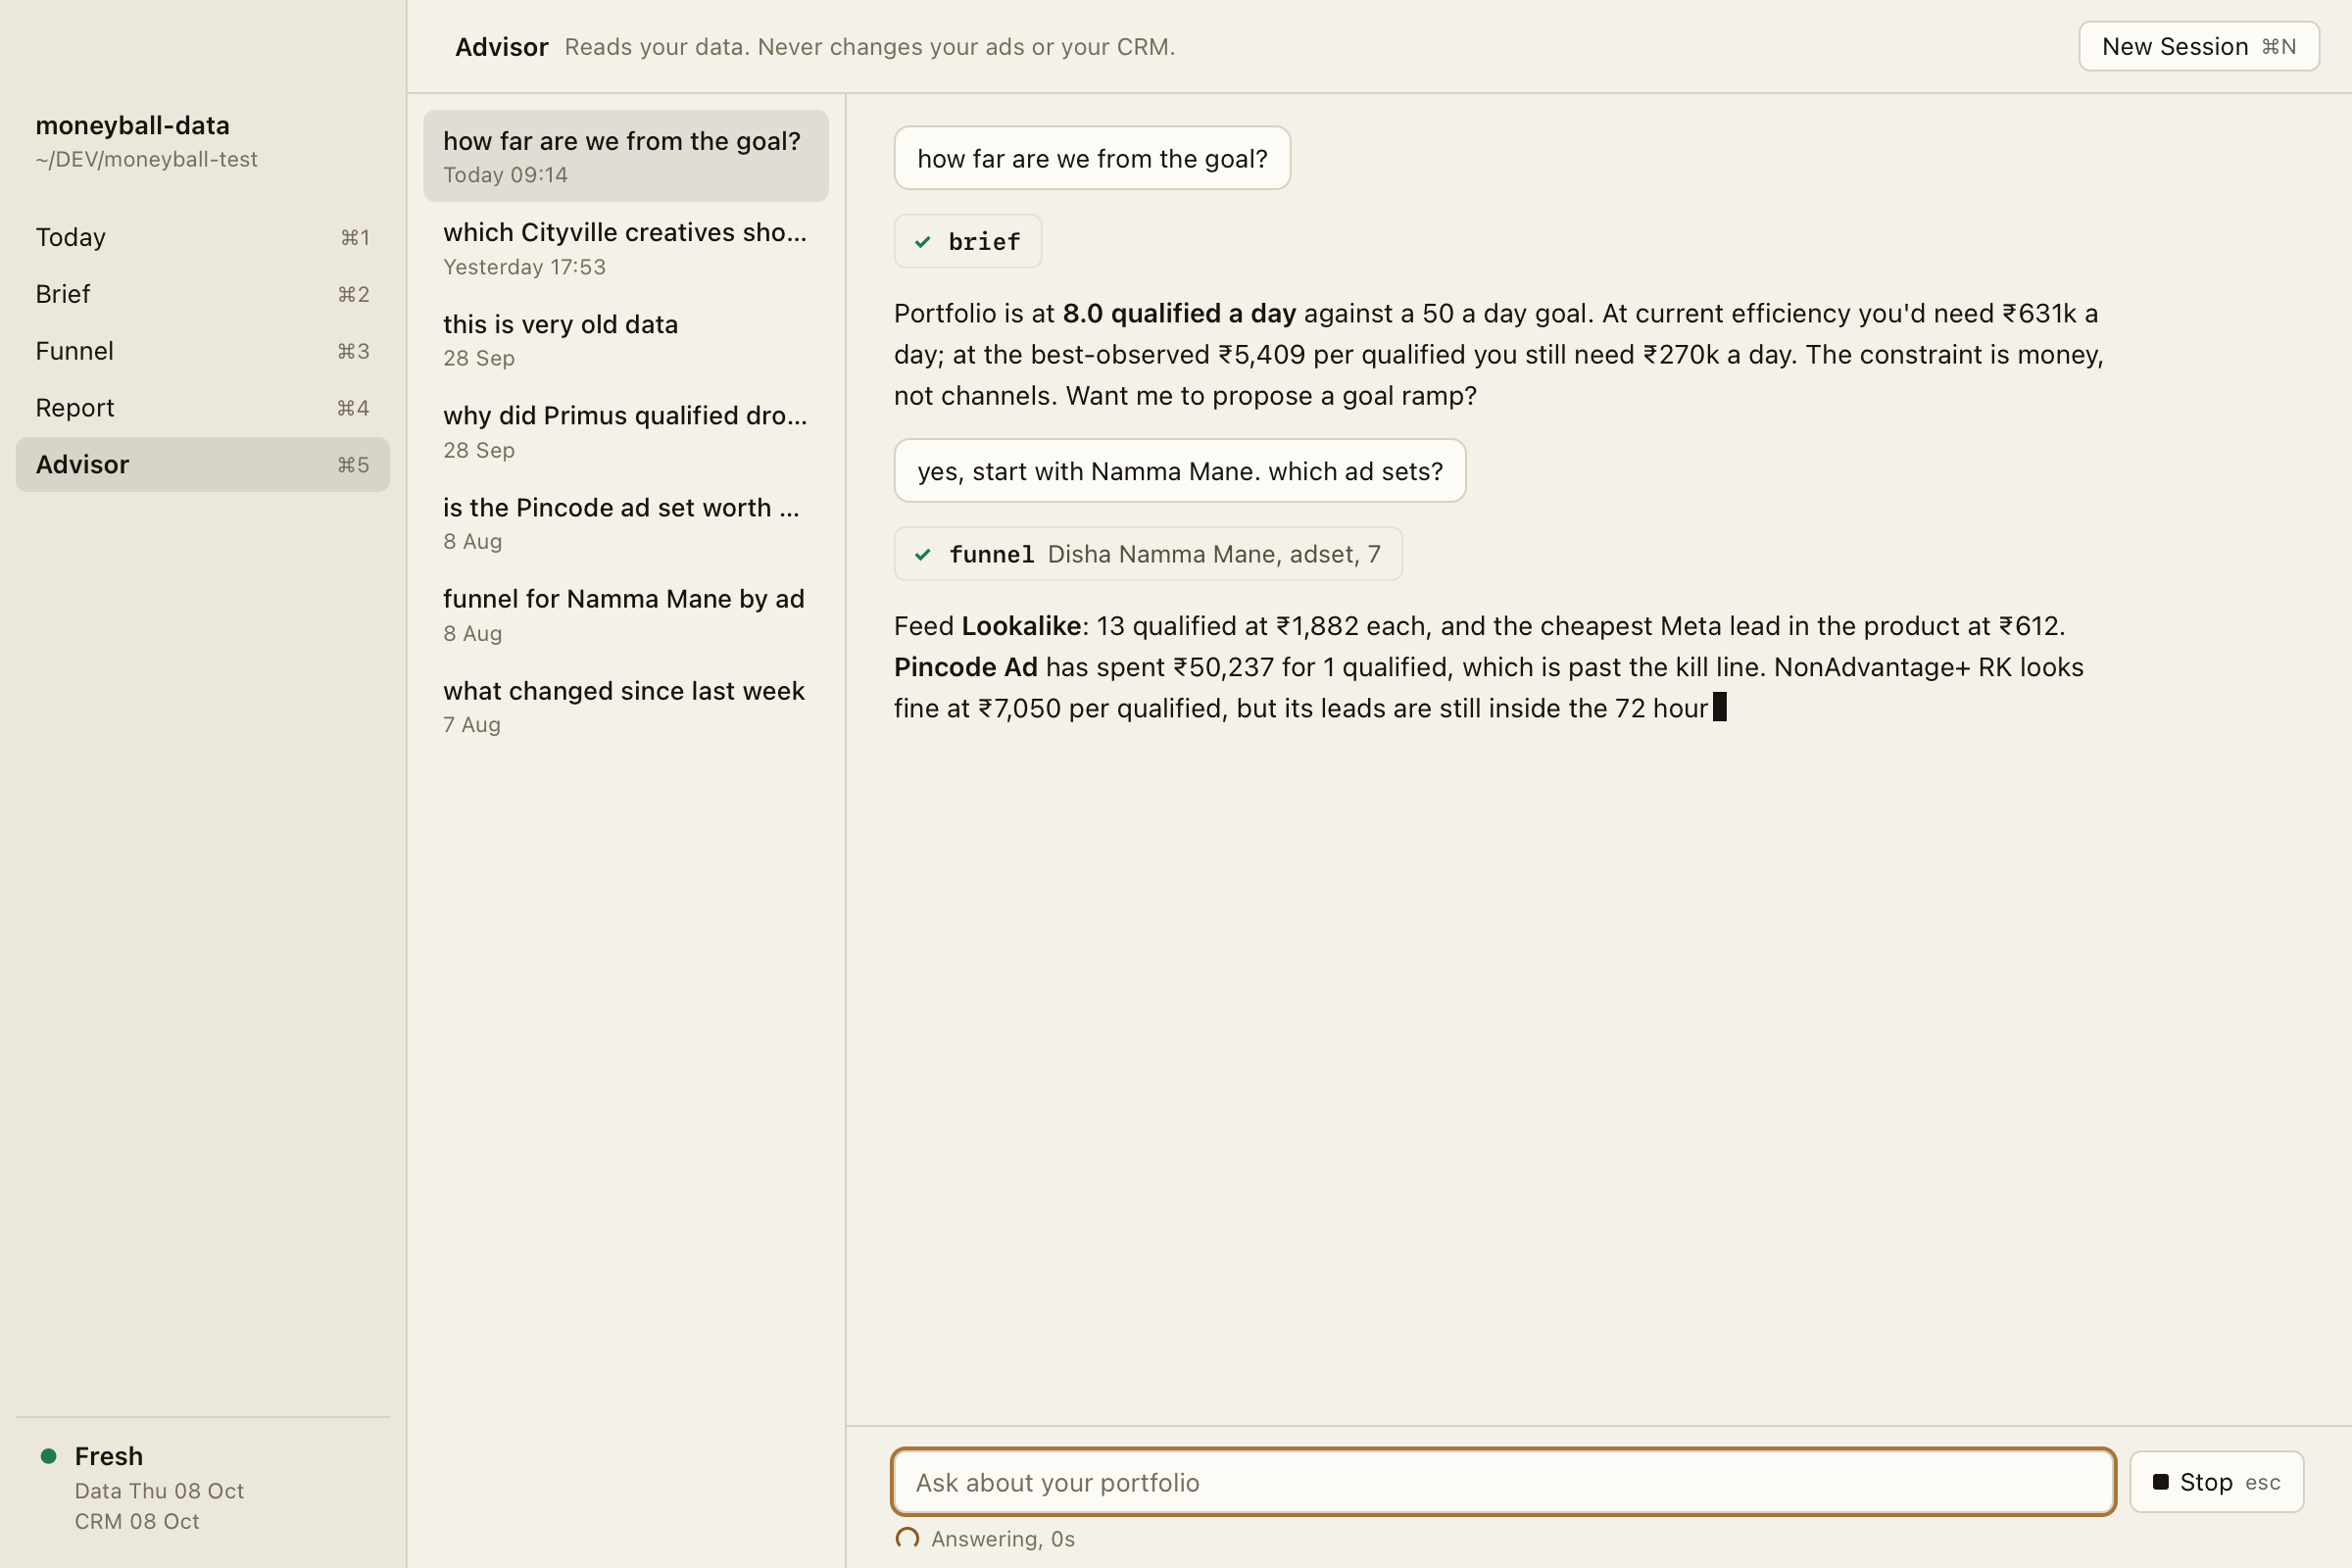 moneyball-data
~/DEV/moneyball-test
Today ⌘1
Brief ⌘2
Funnel ⌘3
Report ⌘4
Advisor ⌘5
Fresh
Data Thu 08 Oct
CRM 08 Oct
Advisor Reads your data. Never changes your ads or your CRM.
New Session ⌘N
how far are we from the goal?
Today 09:14
which Cityville creatives sho...
Yesterday 17:53
this is very old data
28 Sep
why did Primus qualified dro...
28 Sep
is the Pincode ad set worth ...
8 Aug
funnel for Namma Mane by ad
8 Aug
what changed since last week
7 Aug
how far are we from the goal?
✓ brief
Portfolio is at 8.0 qualified a day against a 50 a day goal. At current efficiency you'd need ₹631k a
day; at the best-observed ₹5,409 per qualified you still need ₹270k a day. The constraint is money,
not channels. Want me to propose a goal ramp?
yes, start with Namma Mane. which ad sets?
✓ funnel Disha Namma Mane, adset, 7
Feed Lookalike: 13 qualified at ₹1,882 each, and the cheapest Meta lead in the product at ₹612.
Pincode Ad has spent ₹50,237 for 1 qualified, which is past the kill line. NonAdvantage+ RK looks
fine at ₹7,050 per qualified, but its leads are still inside the 72 hour
Ask about your portfolio
Stop esc
Answering, 0s